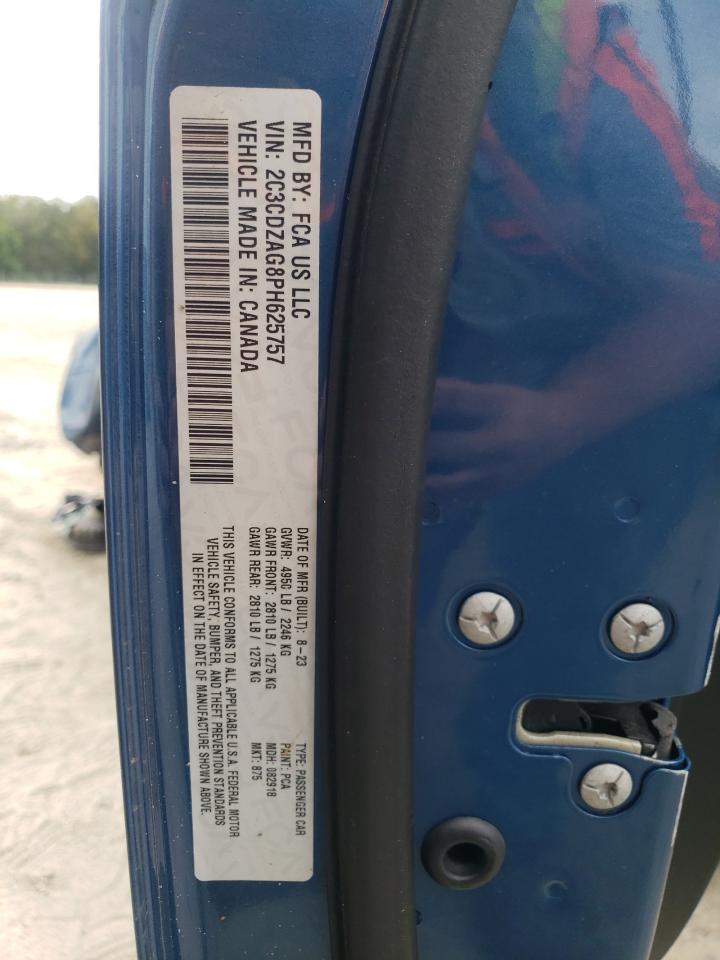 MFD BY: FCA US LLC
VIN: 2C3CDZAG8PH625757
VEHICLE MADE IN: CANADA
DATE OF MFR (BUILT): 8-23
GVWR: 4950 LB / 2246 KG
GAWR FRONT: 2810 LB / 1275 KG
GAWR REAR: 2810 LB / 1275 KG
TYPE: PASSENGER CAR
PAINT: PCA
MDH: 082918
MKT: 875
THIS VEHICLE CONFORMS TO ALL APPLICABLE U.S.A. FEDERAL MOTOR
VEHICLE SAFETY, BUMPER, AND THEFT PREVENTION STANDARDS
IN EFFECT ON THE DATE OF MANUFACTURE SHOWN ABOVE.